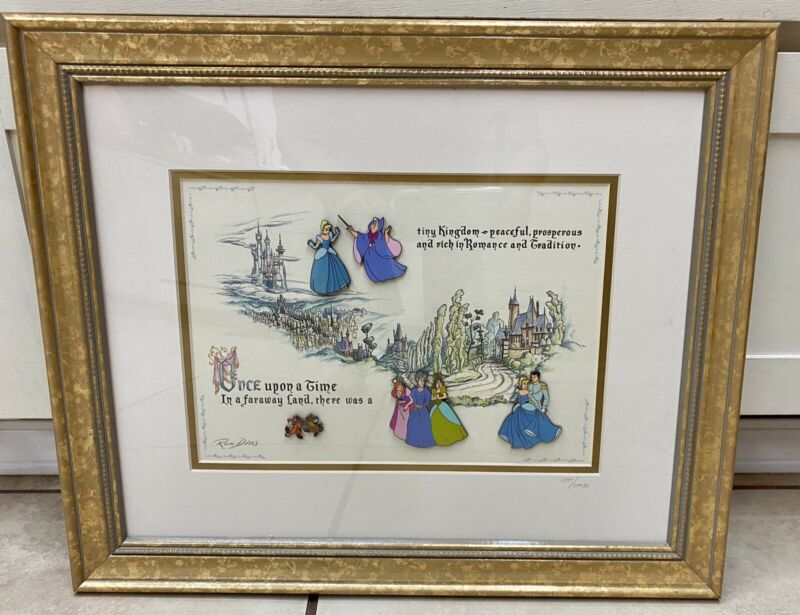 tiny Kingdom - peaceful, prosperous
and rich in Romance and Tradition.
Once upon a Time
In a faraway Land, there was a
Ron Dias